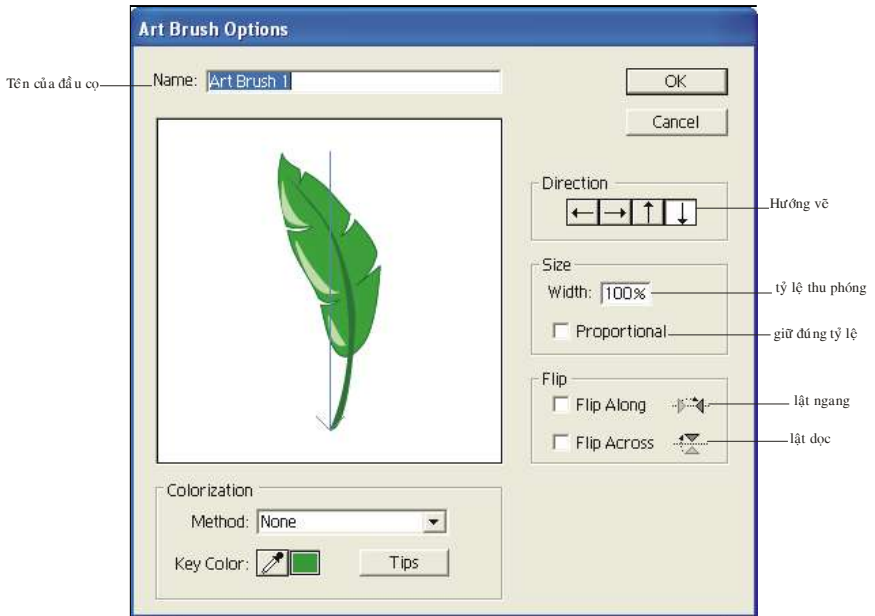 Art Brush Options
Tên của đầu cọ
Name: Art Brush 1
OK
Cancel
Direction
Hướng vẽ
Size
Width: 100%
tỷ lệ thu phóng
Proportional
giữ đúng tỷ lệ
Flip
Flip Along
lật ngang
Flip Across
lật dọc
Colorization
Method: None
Key Color:
Tips